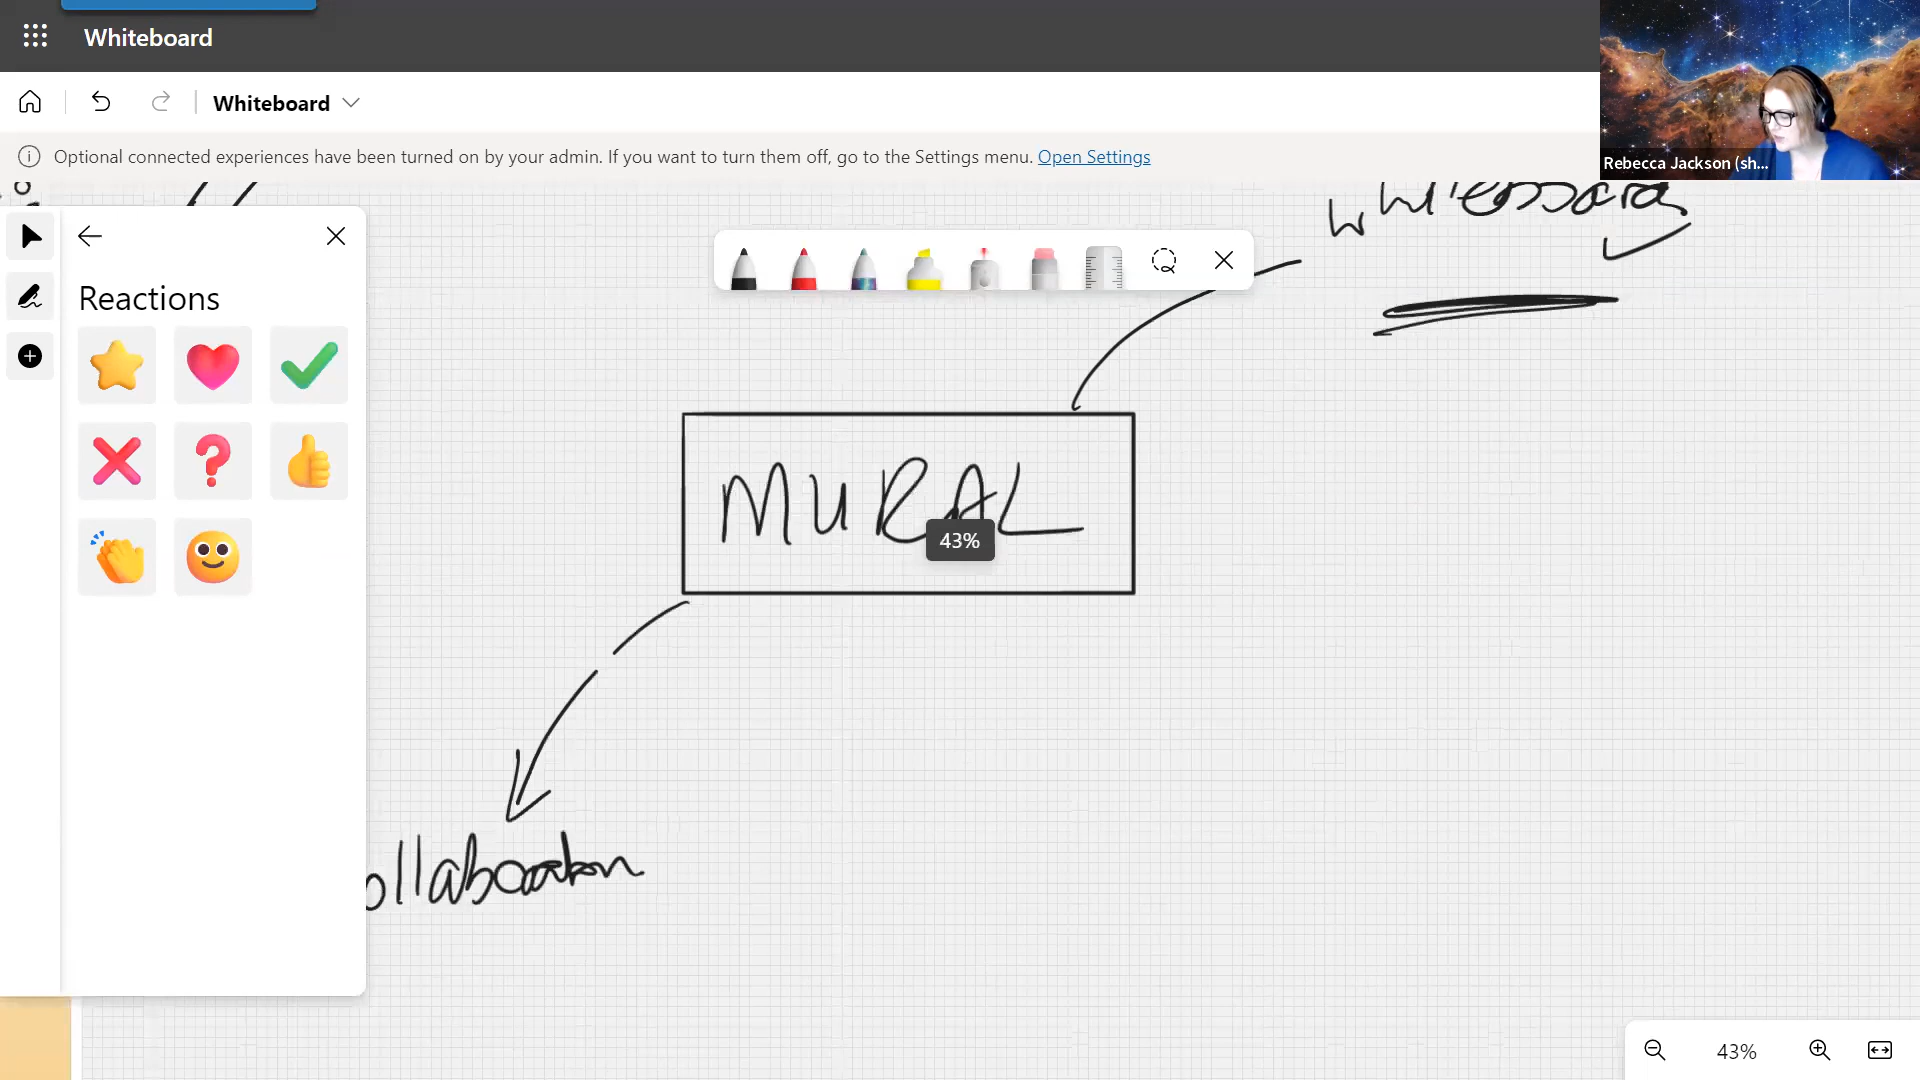 Whiteboard
Whiteboard
Optional connected experiences have been turned on by your admin. If you want to turn them off, go to the Settings menu. Open Settings
Rebecca Jackson (sh...
Reactions
MURAL
43%
43%